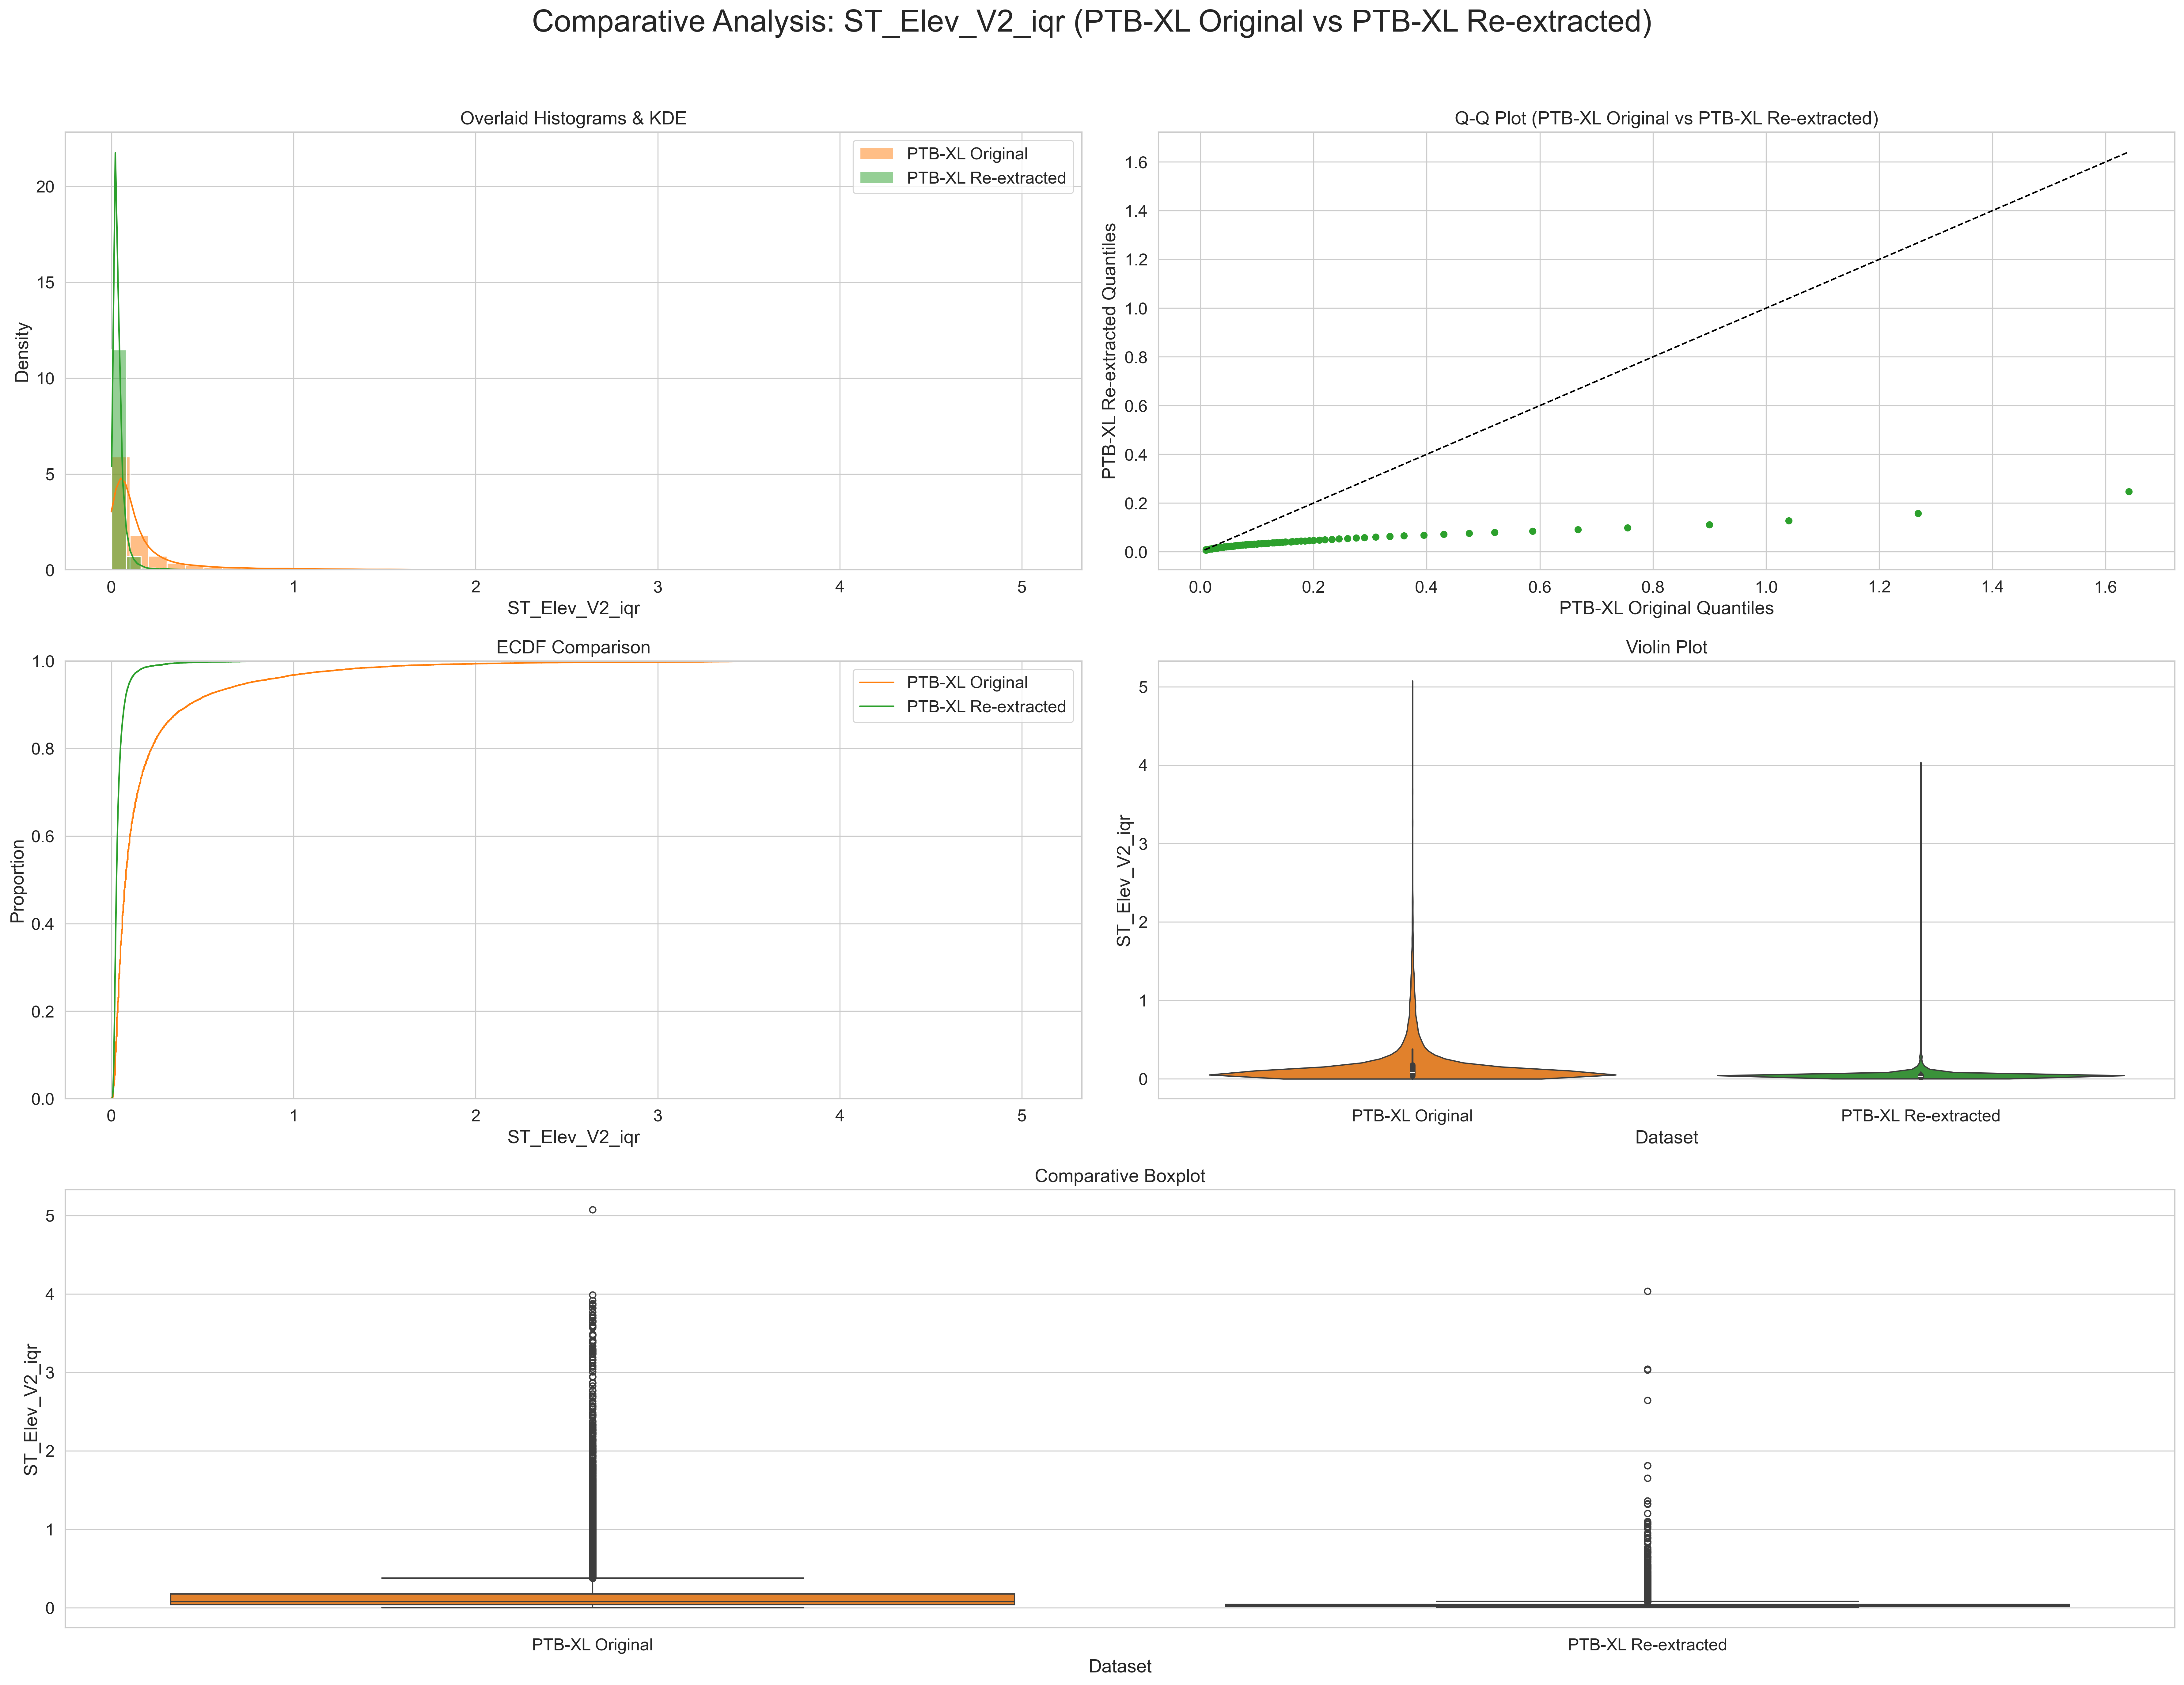 Comparative Analysis: ST_Elev_V2_iqr (PTB-XL Original vs PTB-XL Re-extracted)
Overlaid Histograms & KDE
PTB-XL Original
PTB-XL Re-extracted
Density
20
15
10
5
0
0 1 2 3 4 5
ST_Elev_V2_iqr
Q-Q Plot (PTB-XL Original vs PTB-XL Re-extracted)
PTB-XL Re-extracted Quantiles
1.6
1.4
1.2
1.0
0.8
0.6
0.4
0.2
0.0
0.0 0.2 0.4 0.6 0.8 1.0 1.2 1.4 1.6
PTB-XL Original Quantiles
ECDF Comparison
PTB-XL Original
PTB-XL Re-extracted
Proportion
1.0
0.8
0.6
0.4
0.2
0.0
0 1 2 3 4 5
ST_Elev_V2_iqr
Violin Plot
ST_Elev_V2_iqr
5
4
3
2
1
0
PTB-XL Original PTB-XL Re-extracted
Dataset
Comparative Boxplot
ST_Elev_V2_iqr
5
4
3
2
1
0
PTB-XL Original PTB-XL Re-extracted
Dataset